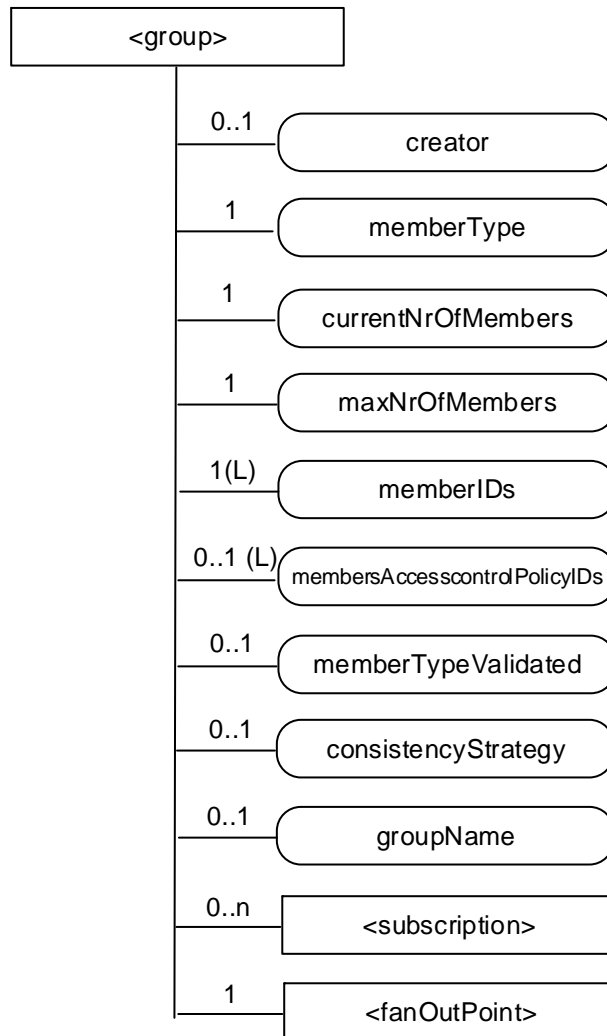 <group>
0..1
creator
1
memberType
1
currentNrOfMembers
1
maxNrOfMembers
1(L)
memberIDs
0..1 (L)
membersAccesscontrolPolicyIDs
0..1
memberTypeValidated
0..1
consistencyStrategy
0..1
groupName
0..n
<subscription>
1
<fanOutPoint>